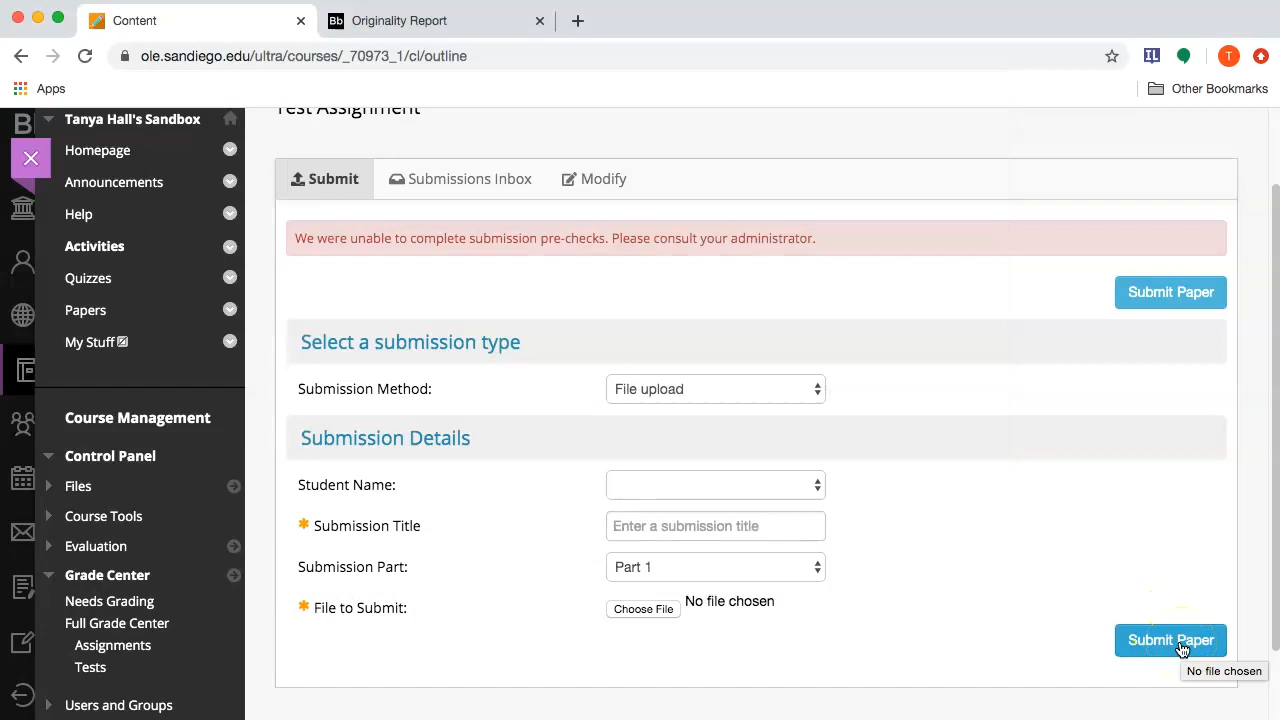 Content
Bb Originality Report
ole.sandiego.edu/ultra/courses/_70973_1/cl/outline
IL
T
Apps
Other Bookmarks
B
Tanya Hall's Sandbox
Homepage
Announcements
Help
Activities
Quizzes
Papers
My Stuff
Course Management
Control Panel
Files
Course Tools
Evaluation
Grade Center
Needs Grading
Full Grade Center
Assignments
Tests
Users and Groups
Test Assignment
Submit
Submissions Inbox
Modify
We were unable to complete submission pre-checks. Please consult your administrator.
Submit Paper
Select a submission type
Submission Method:
File upload
Submission Details
Student Name:
Submission Title
Enter a submission title
Submission Part:
Part 1
File to Submit:
Choose File
No file chosen
Submit Paper
No file chosen